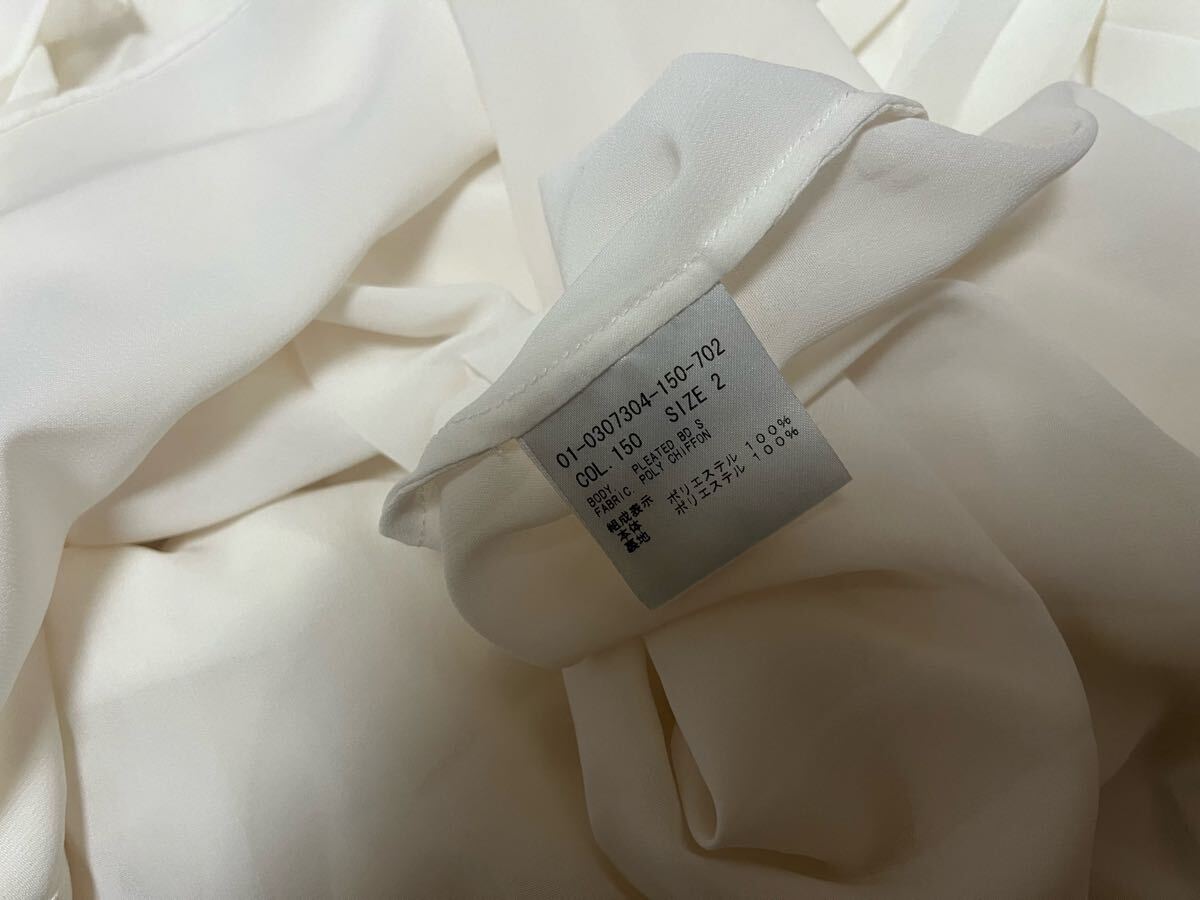 01-0307304-150-702
COL. 150 SIZE 2
BODY. PLEATED BD S
FABRIC. POLY CHIFFON
組成表示
本体 ポリエステル 100%
裏地 ポリエステル 100%